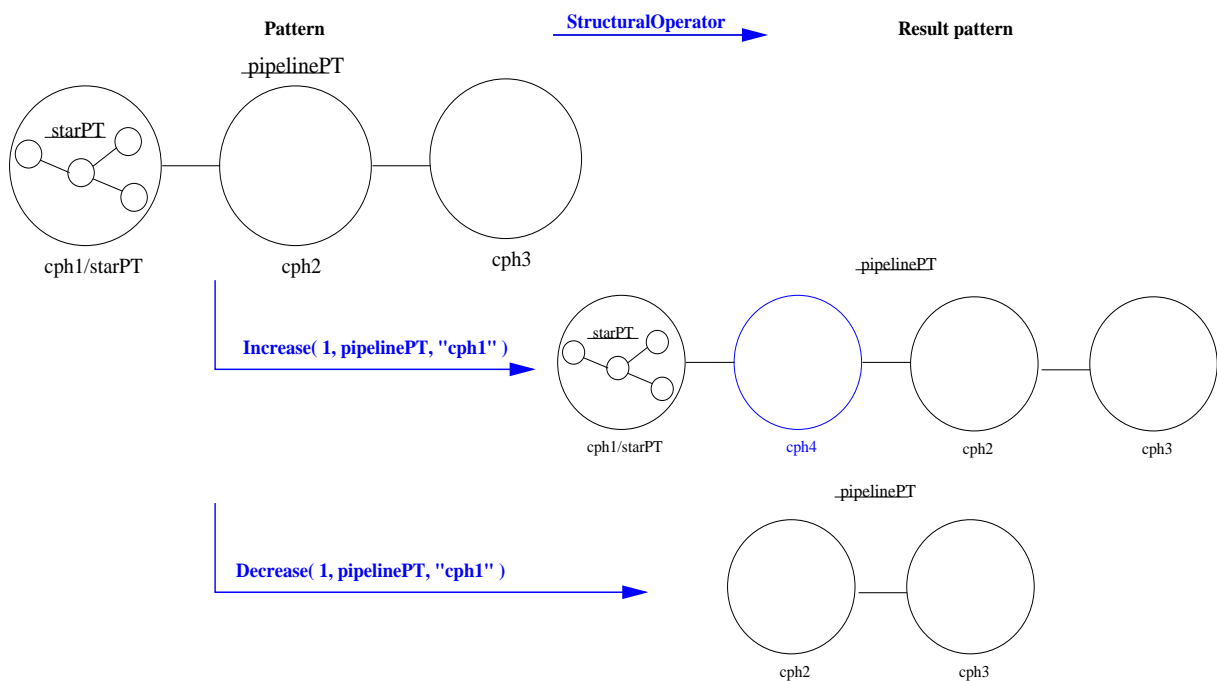 Pattern
StructuralOperator
Result pattern
pipelinePT
starPT
cph1/starPT
cph2
cph3
pipelinePT
Increase( 1, pipelinePT, "cph1" )
starPT
cph1/starPT
cph4
cph2
cph3
pipelinePT
Decrease( 1, pipelinePT, "cph1" )
cph2
cph3